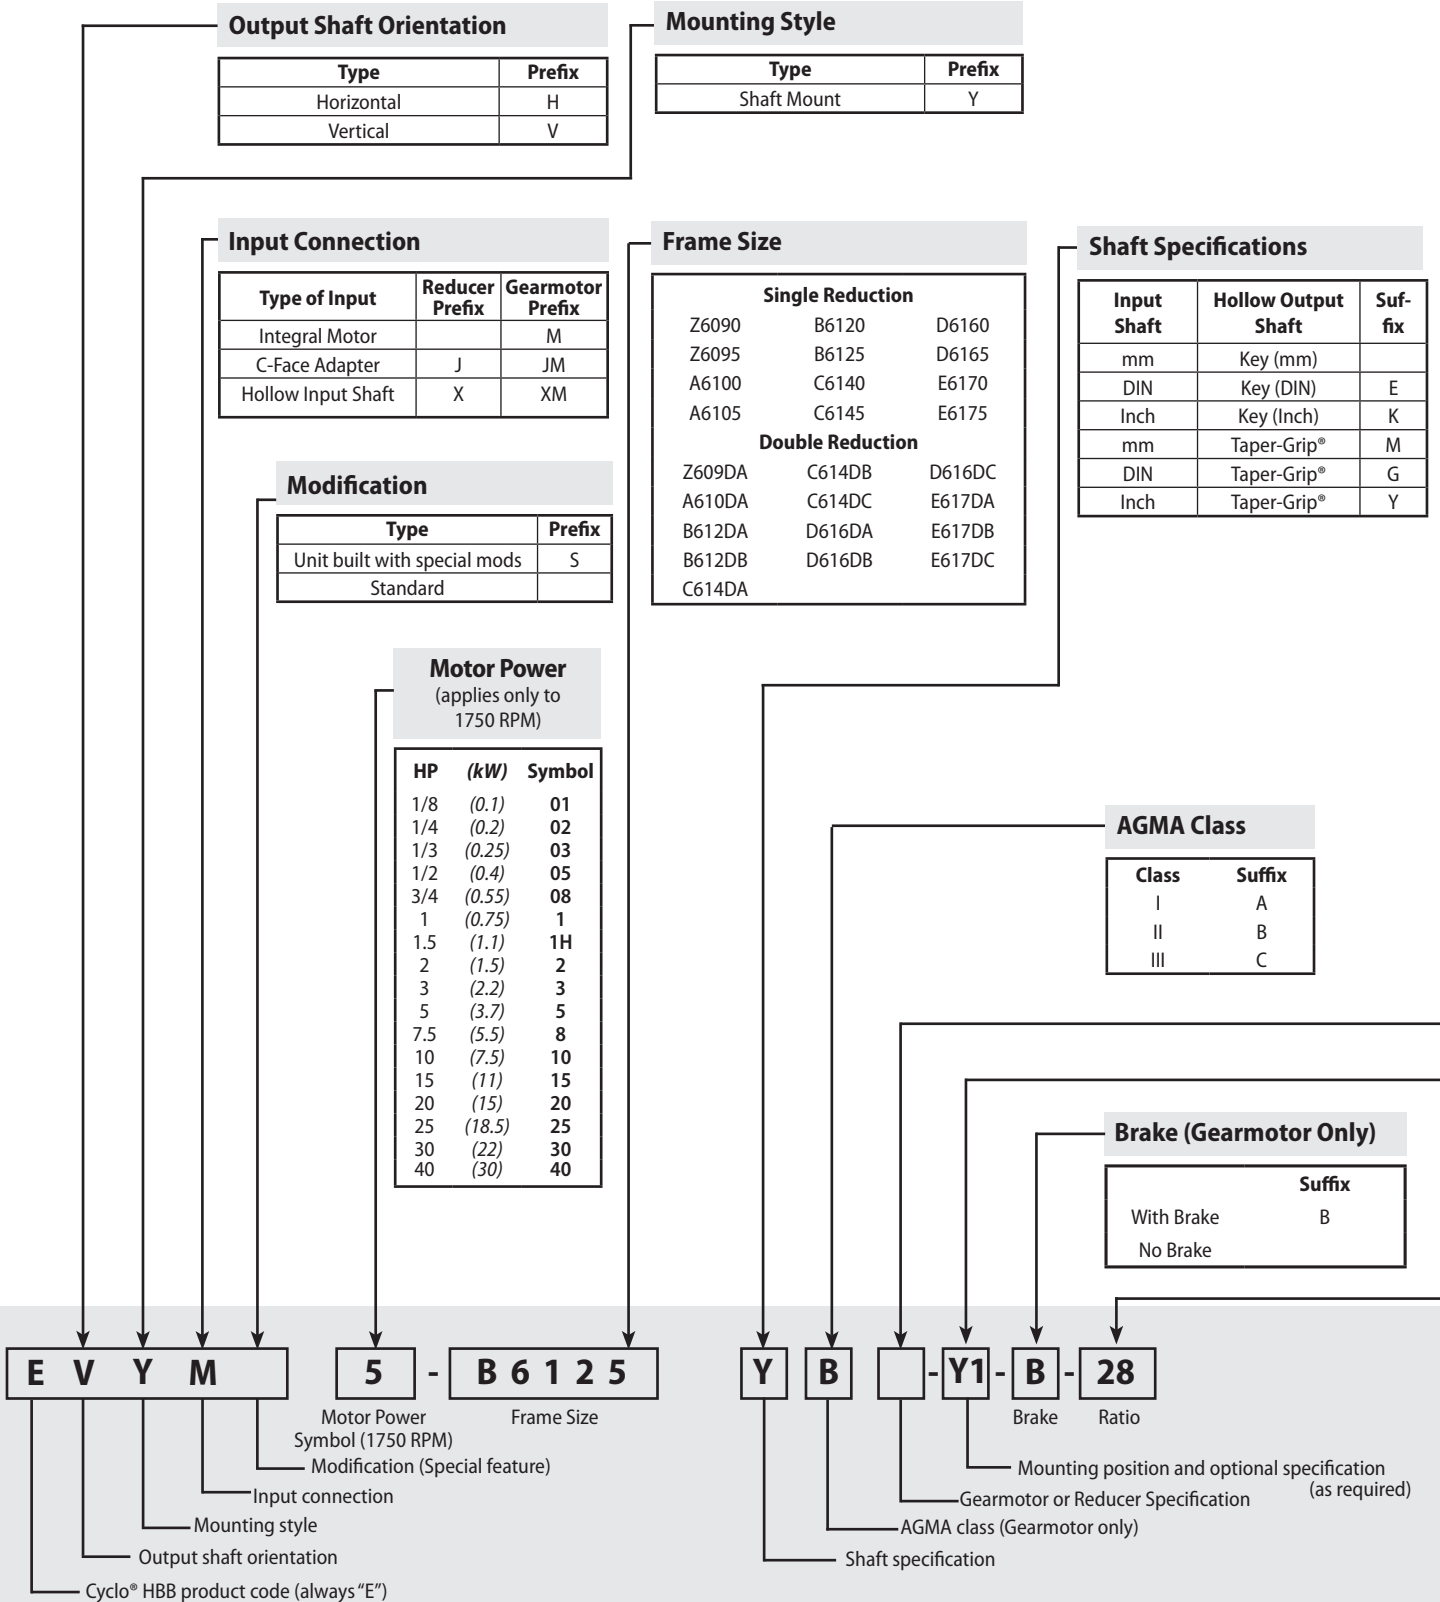 Output Shaft Orientation
Type Prefix
Horizontal H
Vertical V
Mounting Style
Type Prefix
Shaft Mount Y
Input Connection
Type of Input Reducer Prefix Gearmotor Prefix
Integral Motor M
C-Face Adapter J JM
Hollow Input Shaft X XM
Frame Size
Single Reduction
Z6090 B6120 D6160
Z6095 B6125 D6165
A6100 C6140 E6170
A6105 C6145 E6175
Double Reduction
Z609DA C614DB D616DC
A610DA C614DC E617DA
B612DA D616DA E617DB
B612DB D616DB E617DC
C614DA
Shaft Specifications
Input Shaft Hollow Output Shaft Suf-fix
mm Key (mm)
DIN Key (DIN) E
Inch Key (Inch) K
mm Taper-Grip® M
DIN Taper-Grip® G
Inch Taper-Grip® Y
Modification
Type Prefix
Unit built with special mods S
Standard
Motor Power
(applies only to
1750 RPM)
HP (kW) Symbol
1/8 (0.1) 01
1/4 (0.2) 02
1/3 (0.25) 03
1/2 (0.4) 05
3/4 (0.55) 08
1 (0.75) 1
1.5 (1.1) 1H
2 (1.5) 2
3 (2.2) 3
5 (3.7) 5
7.5 (5.5) 8
10 (7.5) 10
15 (11) 15
20 (15) 20
25 (18.5) 25
30 (22) 30
40 (30) 40
AGMA Class
Class Suffix
I A
II B
III C
Brake (Gearmotor Only)
Suffix
With Brake B
No Brake
E V Y M 5 - B 6 1 2 5 Y B - Y1 - B - 28
Motor Power
Symbol (1750 RPM)
Frame Size
Brake
Ratio
Modification (Special feature)
Input connection
Mounting style
Output shaft orientation
Cyclo® HBB product code (always “E”)
Mounting position and optional specification
(as required)
Gearmotor or Reducer Specification
AGMA class (Gearmotor only)
Shaft specification